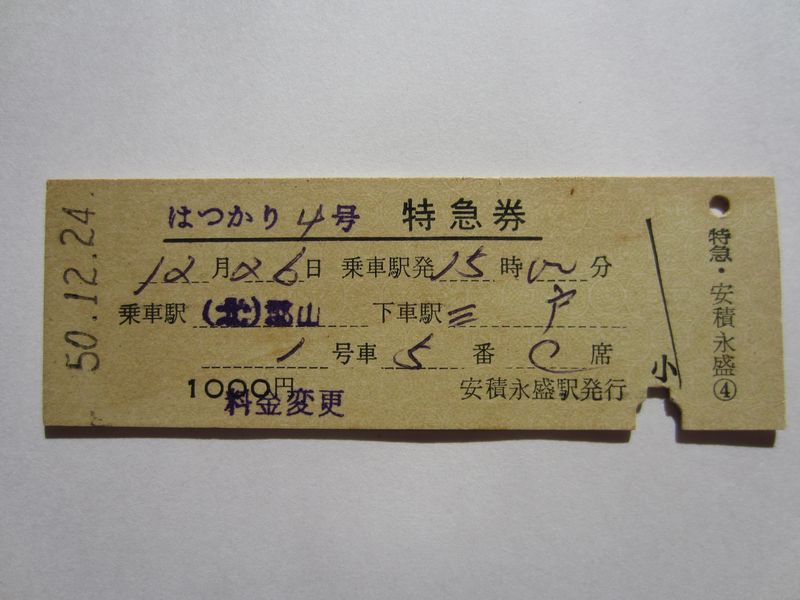 50.12.24.
はつかり4号 特急券
12月26日 乗車駅発15時00分
乗車駅 (北)郡山 下車駅 三戸
1号車 5番 C席
1000円 安積永盛駅発行
料金変更
小
特急・安積永盛④